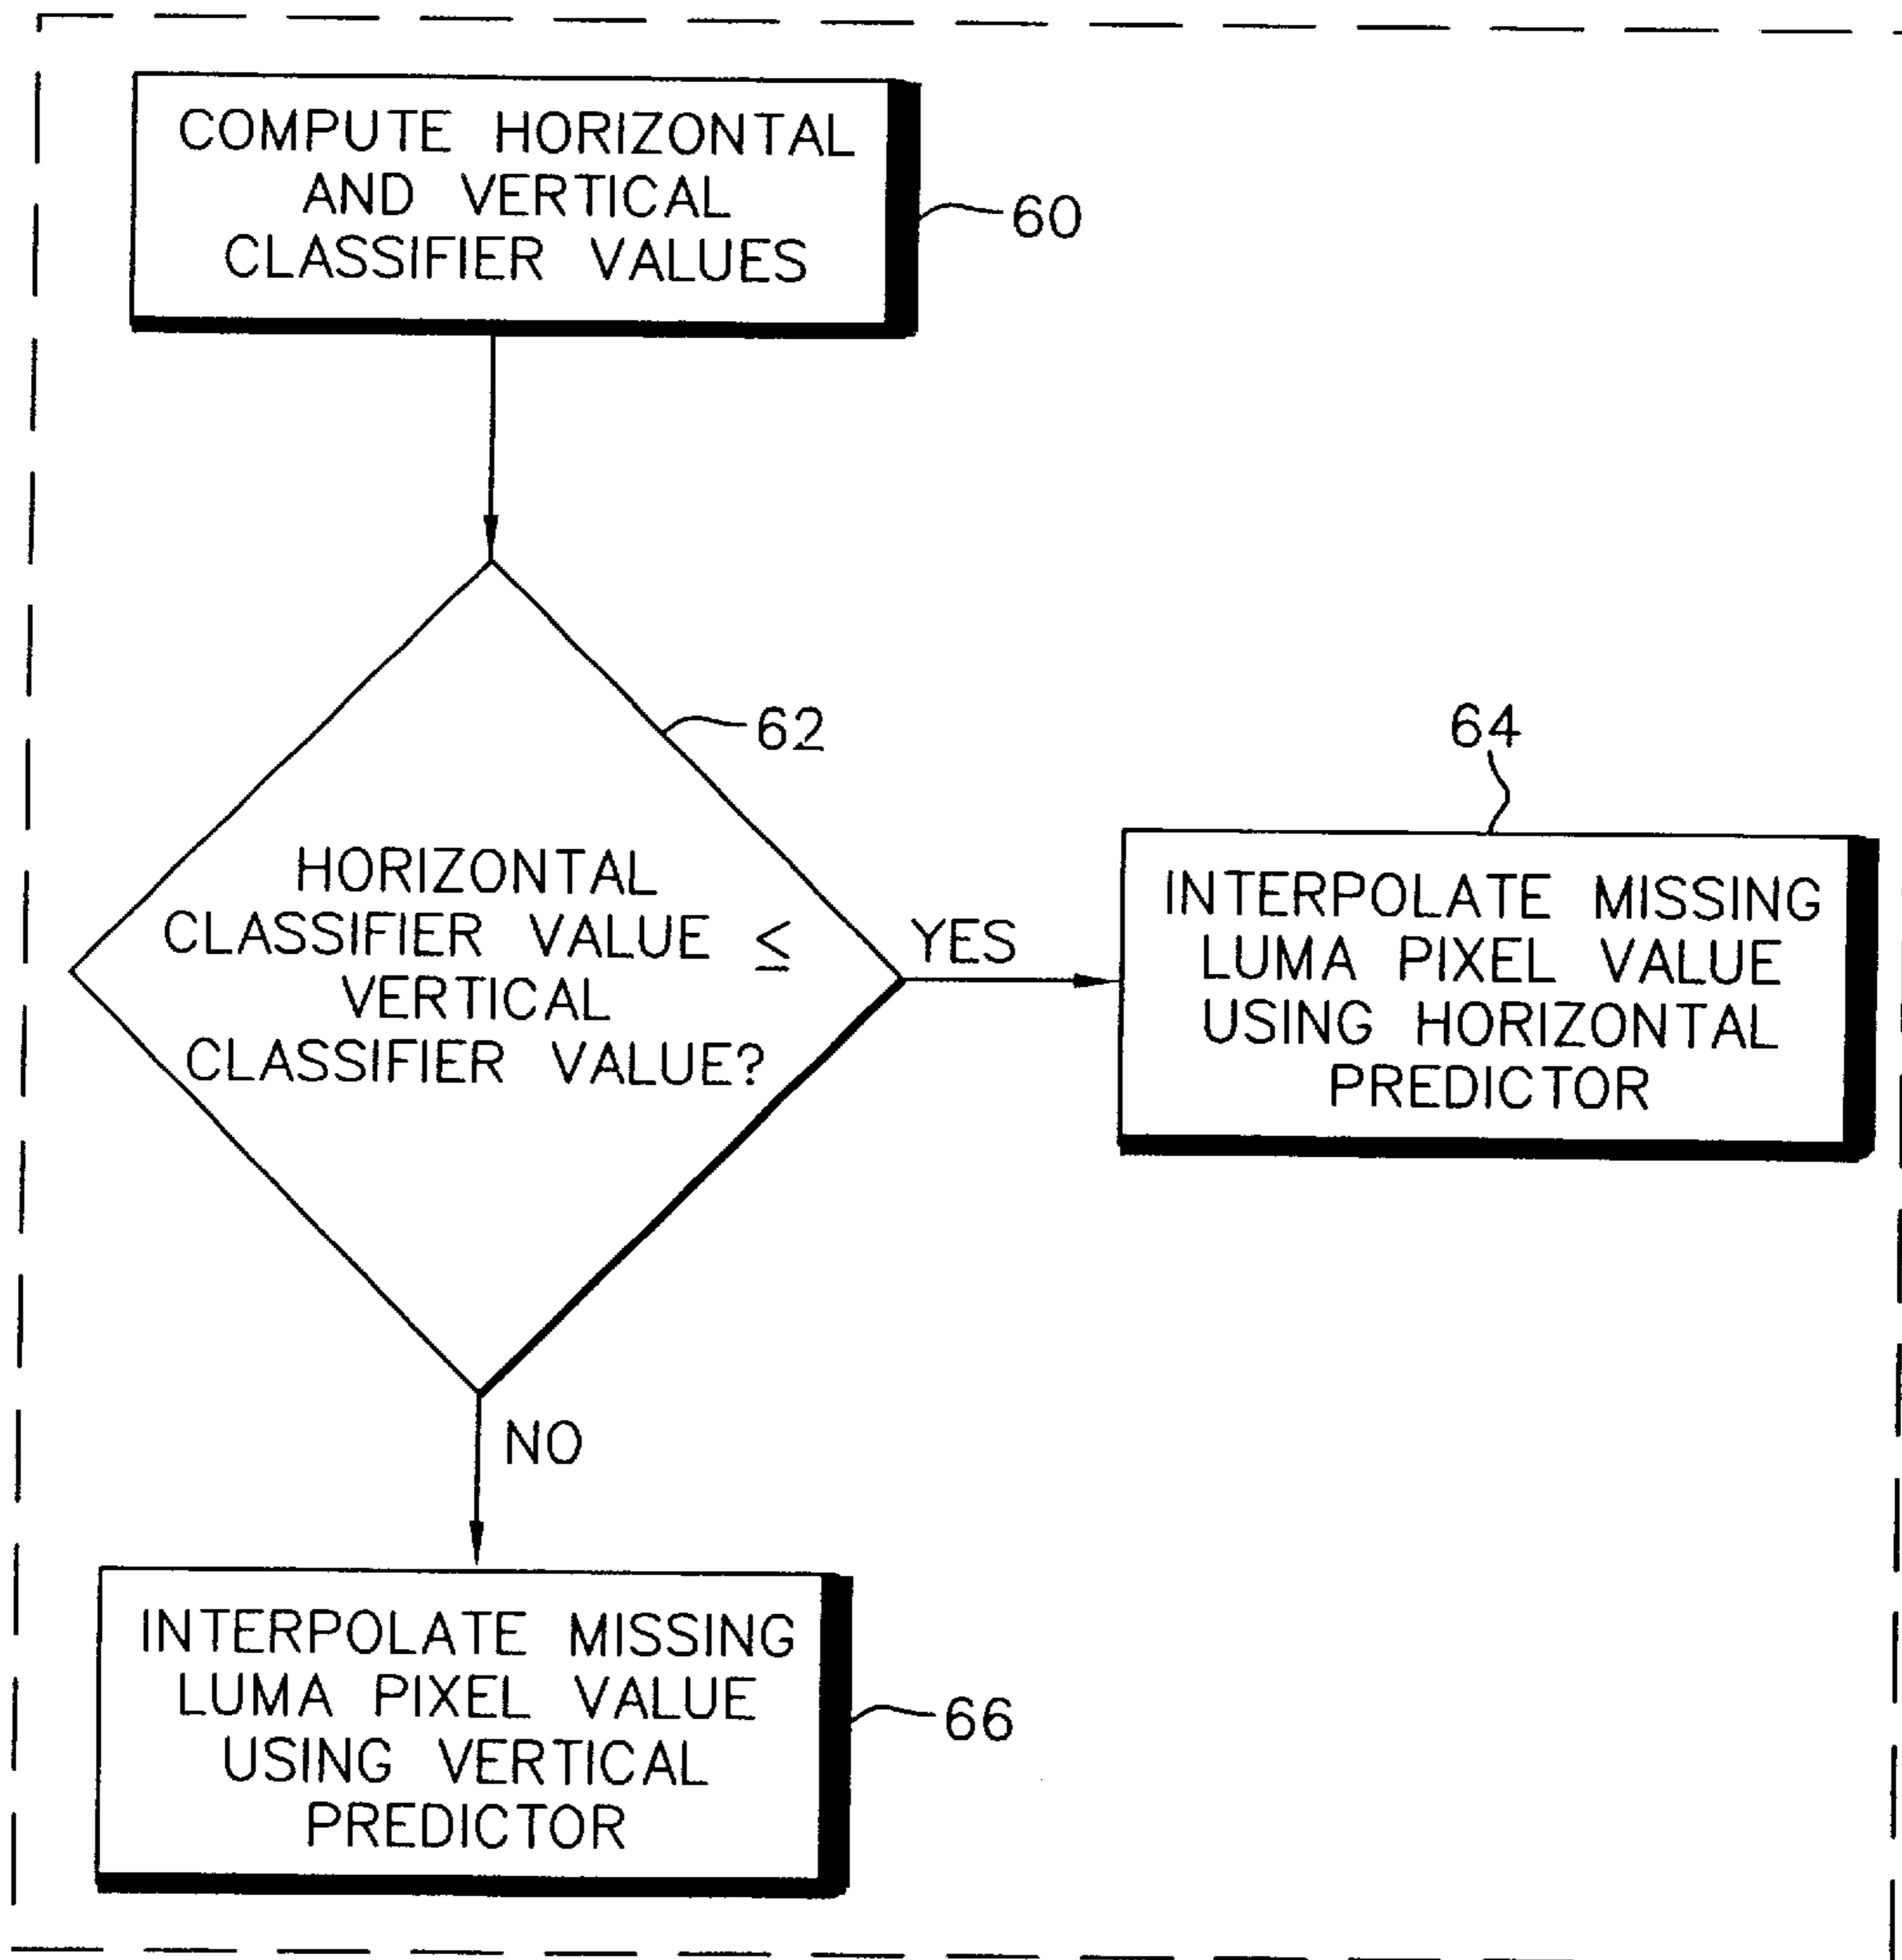 COMPUTE HORIZONTAL
AND VERTICAL
CLASSIFIER VALUES
60
62
HORIZONTAL
CLASSIFIER VALUE ≤
VERTICAL
CLASSIFIER VALUE?
YES
64
INTERPOLATE MISSING
LUMA PIXEL VALUE
USING HORIZONTAL
PREDICTOR
NO
INTERPOLATE MISSING
LUMA PIXEL VALUE
USING VERTICAL
PREDICTOR
66